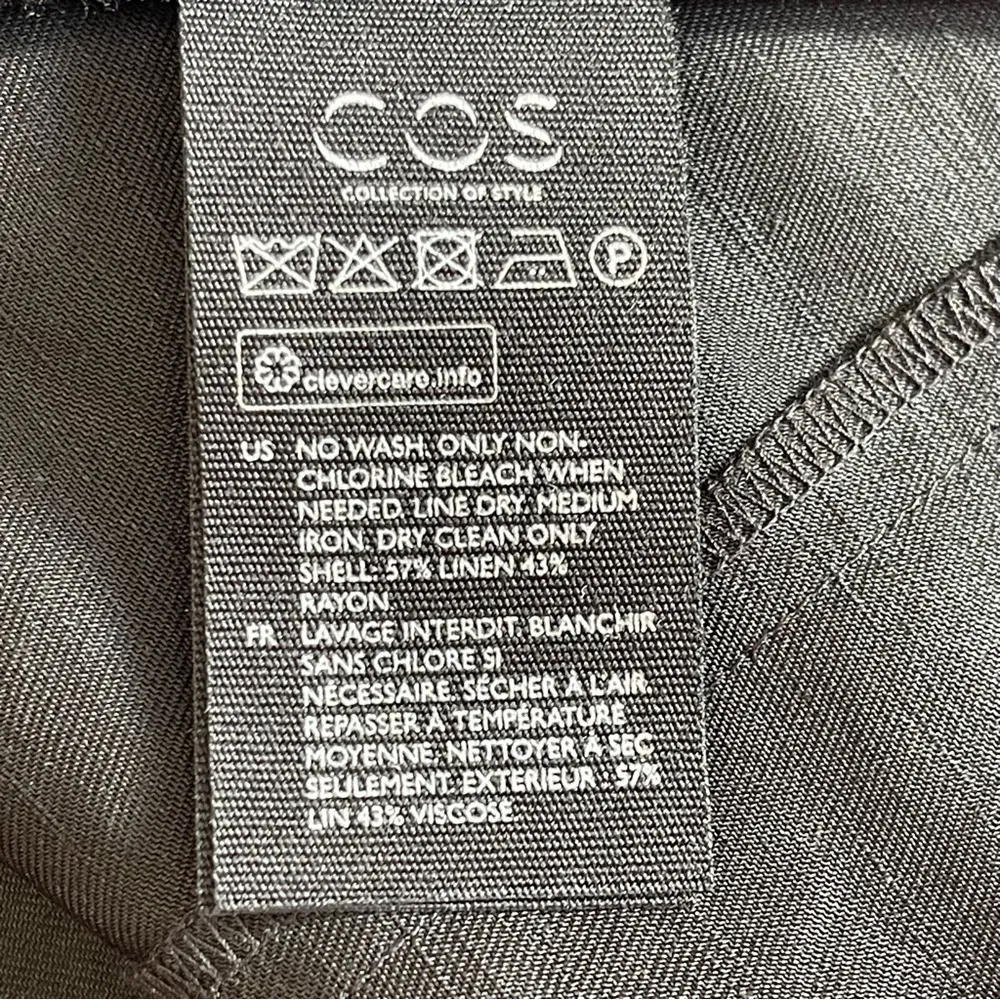 COS
COLLECTION OF STYLE
P
clevercare.info
US NO WASH. ONLY NON-
CHLORINE BLEACH WHEN
NEEDED. LINE DRY. MEDIUM
IRON. DRY CLEAN ONLY
SHELL: 57% LINEN 43%
RAYON
FR LAVAGE INTERDIT. BLANCHIR
SANS CHLORE SI
NÉCESSAIRE. SÉCHER À L'AIR.
REPASSER À TEMPÉRATURE
MOYENNE. NETTOYER À SEC
SEULEMENT. EXTÉRIEUR : 57%
LIN 43% VISCOSE